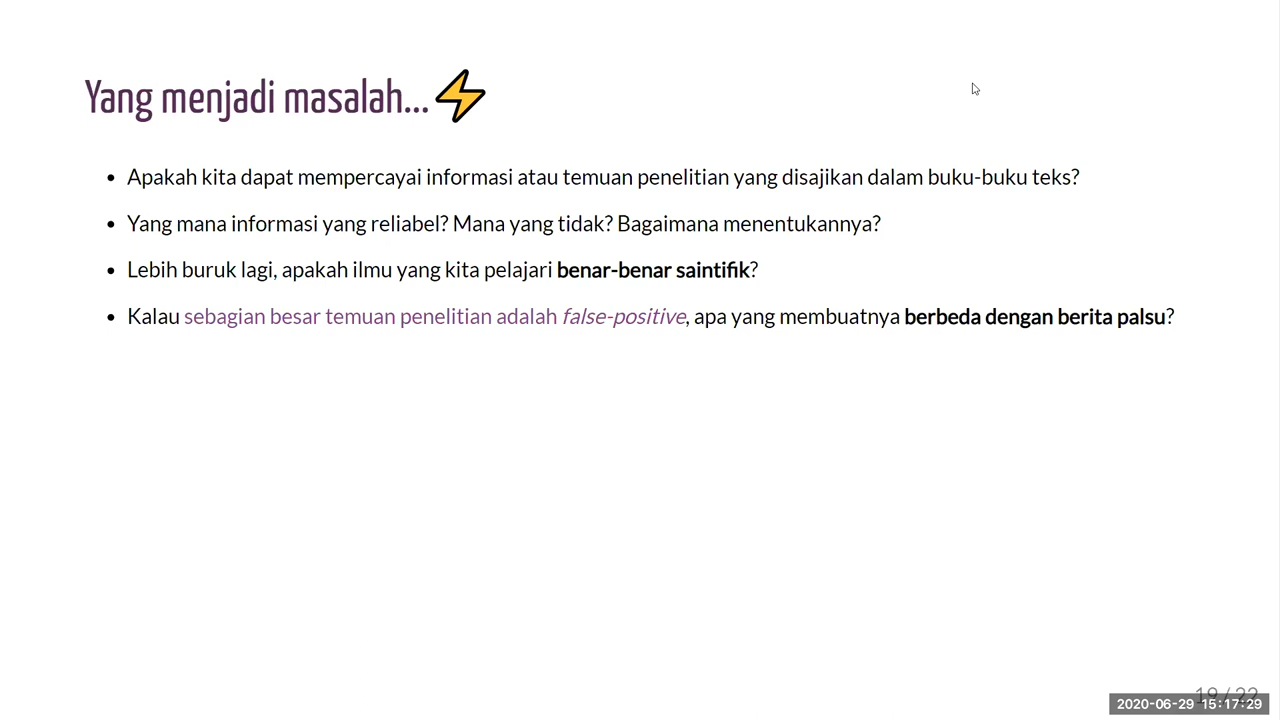 Yang menjadi masalah...⚡
• Apakah kita dapat mempercayai informasi atau temuan penelitian yang disajikan dalam buku-buku teks?
• Yang mana informasi yang reliabel? Mana yang tidak? Bagaimana menentukannya?
• Lebih buruk lagi, apakah ilmu yang kita pelajari benar-benar saintifik?
• Kalau sebagian besar temuan penelitian adalah false-positive, apa yang membuatnya berbeda dengan berita palsu?
19 / 22
2020-06-29 15:17:29